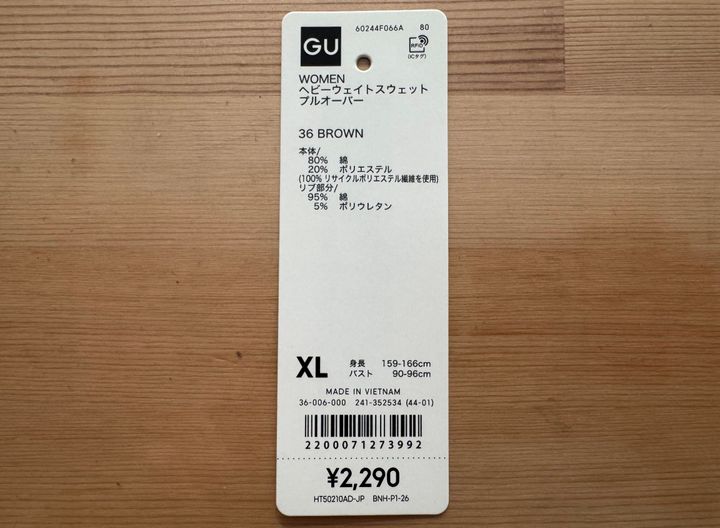 GU
60244F066A 80
RFID
(ICタグ)
WOMEN
ヘビーウェイトスウェット
プルオーバー
36 BROWN
本体/
80% 綿
20% ポリエステル
(100% リサイクルポリエステル繊維を使用)
リブ部分/
95% 綿
5% ポリウレタン
XL 身長 159-166cm
バスト 90-96cm
MADE IN VIETNAM
36-006-000 241-352534 (44-01)
2200071273992
¥2,290
HT50210AD-JP BNH-P1-26